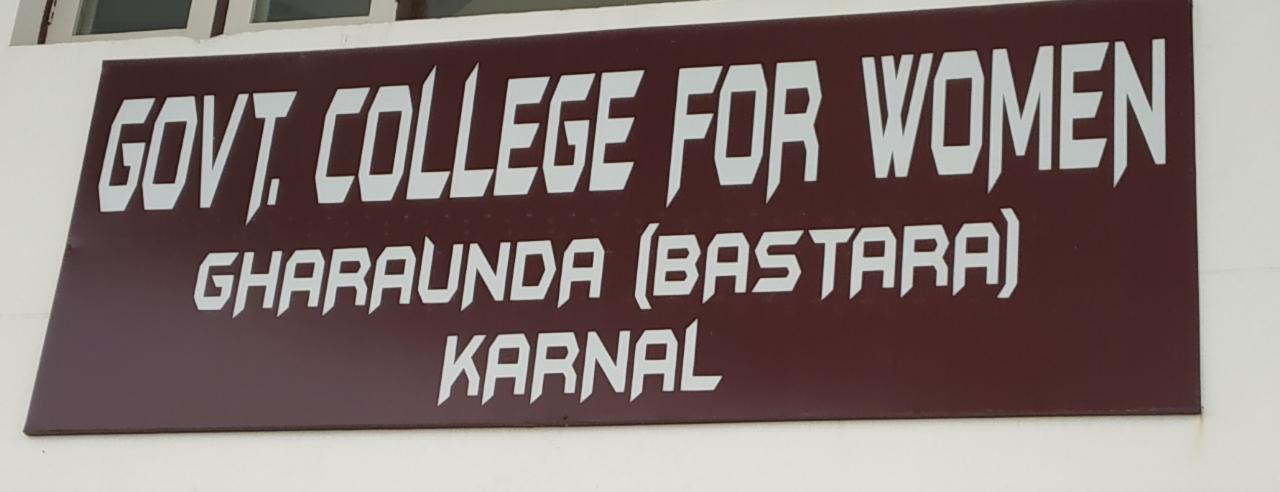 GOVT. COLLEGE FOR WOMEN
GHARAUNDA (BASTARA)
KARNAL